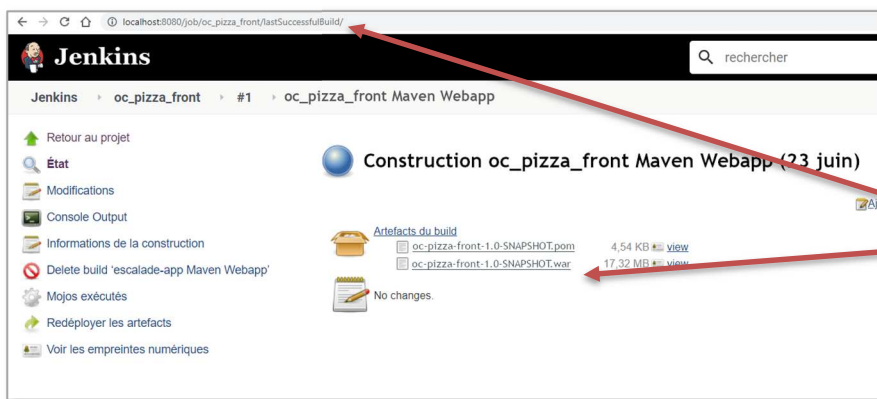 localhost:8080/job/oc_pizza_front/lastSuccessfulBuild/
Jenkins
rechercher
Jenkins oc_pizza_front #1 oc_pizza_front Maven Webapp
Retour au projet
État
Modifications
Console Output
Informations de la construction
Delete build 'escalade-app Maven Webapp'
Mojos exécutés
Redéployer les artefacts
Voir les empreintes numériques
Construction oc_pizza_front Maven Webapp (23 juin)
Artefacts du build
oc-pizza-front-1.0-SNAPSHOT.pom 4,54 KB view
oc-pizza-front-1.0-SNAPSHOT.war 17,32 MB view
No changes.